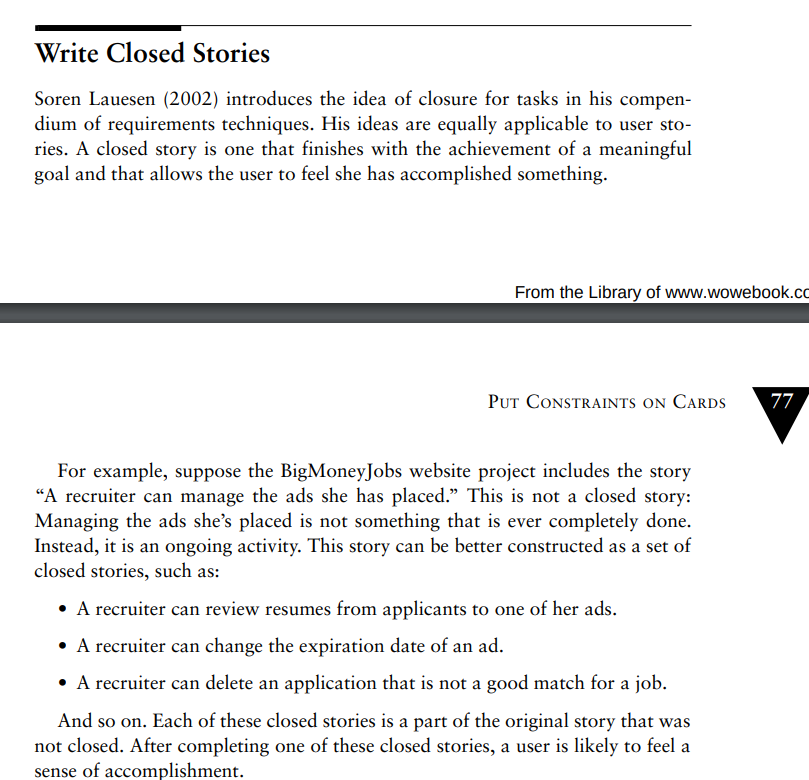 Write Closed Stories
Soren Lauesen (2002) introduces the idea of closure for tasks in his compen-
dium of requirements techniques. His ideas are equally applicable to user sto-
ries. A closed story is one that finishes with the achievement of a meaningful
goal and that allows the user to feel she has accomplished something.
From the Library of www.wowebook.co
Put Constraints on Cards
77
For example, suppose the BigMoneyJobs website project includes the story
“A recruiter can manage the ads she has placed.” This is not a closed story:
Managing the ads she’s placed is not something that is ever completely done.
Instead, it is an ongoing activity. This story can be better constructed as a set of
closed stories, such as:
• A recruiter can review resumes from applicants to one of her ads.
• A recruiter can change the expiration date of an ad.
• A recruiter can delete an application that is not a good match for a job.
And so on. Each of these closed stories is a part of the original story that was
not closed. After completing one of these closed stories, a user is likely to feel a
sense of accomplishment.